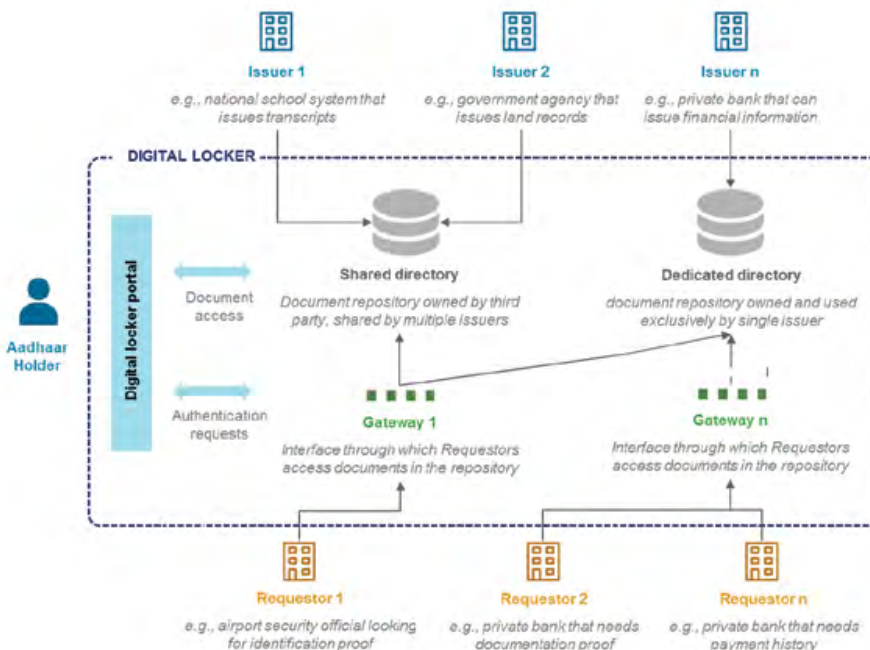 Issuer 1
e.g., national school system that
issues transcripts
Issuer 2
e.g., government agency that
issues land records
Issuer n
e.g., private bank that can
issue financial information
DIGITAL LOCKER
Digital locker portal
Aadhaar
Holder
Document
access
Authentication
requests
Shared directory
Document repository owned by third
party, shared by multiple issuers
Dedicated directory
document repository owned and used
exclusively by single issuer
Gateway 1
Interface through which Requestors
access documents in the repository
Gateway n
Interface through which Requestors
access documents in the repository
Requestor 1
e.g., airport security official looking
for identification proof
Requestor 2
e.g., private bank that needs
documentation proof
Requestor n
e.g., private bank that needs
payment history